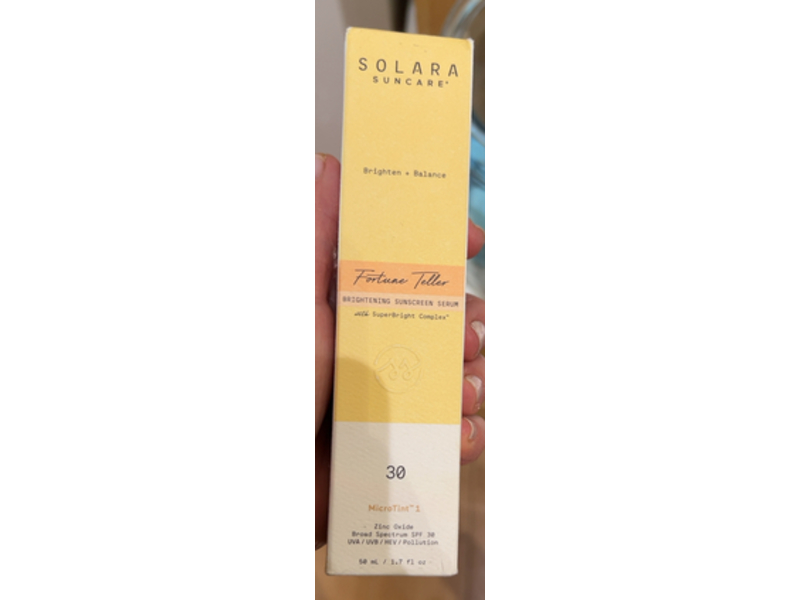 SOLARA
SUNCARE®
Brighten + Balance
Fortune Teller
BRIGHTENING SUNSCREEN SERUM
with SuperBright Complex™
30
MicroTint™ 1
Zinc Oxide
Broad Spectrum SPF 30
UVA/UVB/HEV/Pollution
50 mL / 1.7 fl oz